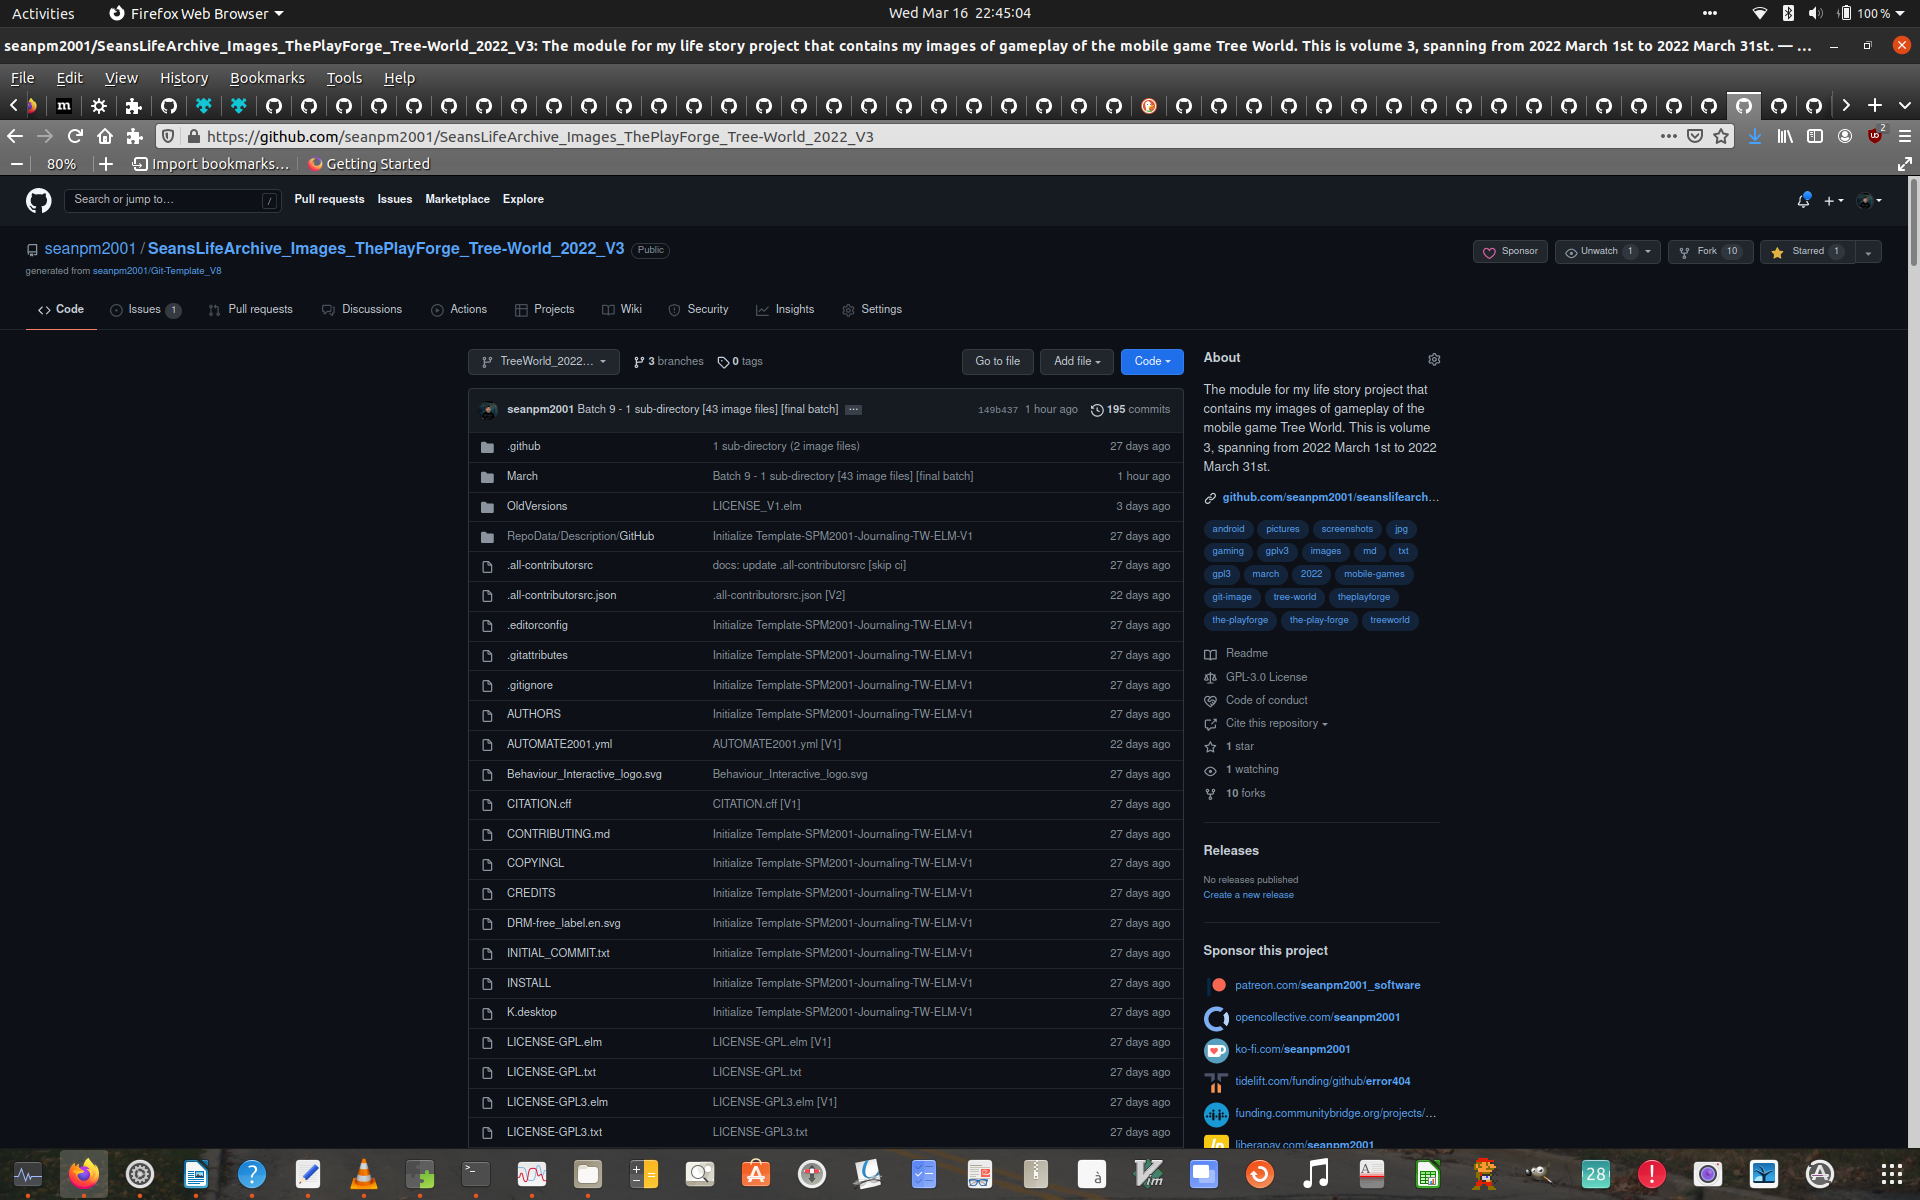 Activities
Firefox Web Browser
Wed Mar 16 22:45:04
100 %
seanpm2001/SeansLifeArchive_Images_ThePlayForge_Tree-World_2022_V3: The module for my life story project that contains my images of gameplay of the mobile game Tree World. This is volume 3, spanning from 2022 March 1st to 2022 March 31st. — ...
File Edit View History Bookmarks Tools Help
https://github.com/seanpm2001/SeansLifeArchive_Images_ThePlayForge_Tree-World_2022_V3
2
80%
Import bookmarks...
Getting Started
Search or jump to...
/
Pull requests Issues Marketplace Explore
seanpm2001 / SeansLifeArchive_Images_ThePlayForge_Tree-World_2022_V3 Public
generated from seanpm2001/Git-Template_V8
Sponsor
Unwatch 1
Fork 10
Starred 1
Code
Issues 1
Pull requests
Discussions
Actions
Projects
Wiki
Security
Insights
Settings
TreeWorld_2022...
3 branches
0 tags
Go to file
Add file
Code
seanpm2001 Batch 9 - 1 sub-directory [43 image files] [final batch] ...
149b437 1 hour ago 195 commits
.github 1 sub-directory (2 image files) 27 days ago
March Batch 9 - 1 sub-directory [43 image files] [final batch] 1 hour ago
OldVersions LICENSE_V1.elm 3 days ago
RepoData/Description/GitHub Initialize Template-SPM2001-Journaling-TW-ELM-V1 27 days ago
.all-contributorsrc docs: update .all-contributorsrc [skip ci] 27 days ago
.all-contributorsrc.json .all-contributorsrc.json [V2] 22 days ago
.editorconfig Initialize Template-SPM2001-Journaling-TW-ELM-V1 27 days ago
.gitattributes Initialize Template-SPM2001-Journaling-TW-ELM-V1 27 days ago
.gitignore Initialize Template-SPM2001-Journaling-TW-ELM-V1 27 days ago
AUTHORS Initialize Template-SPM2001-Journaling-TW-ELM-V1 27 days ago
AUTOMATE2001.yml AUTOMATE2001.yml [V1] 22 days ago
Behaviour_Interactive_logo.svg Behaviour_Interactive_logo.svg 27 days ago
CITATION.cff CITATION.cff [V1] 27 days ago
CONTRIBUTING.md Initialize Template-SPM2001-Journaling-TW-ELM-V1 27 days ago
COPYINGL Initialize Template-SPM2001-Journaling-TW-ELM-V1 27 days ago
CREDITS Initialize Template-SPM2001-Journaling-TW-ELM-V1 27 days ago
DRM-free_label.en.svg Initialize Template-SPM2001-Journaling-TW-ELM-V1 27 days ago
INITIAL_COMMIT.txt Initialize Template-SPM2001-Journaling-TW-ELM-V1 27 days ago
INSTALL Initialize Template-SPM2001-Journaling-TW-ELM-V1 27 days ago
K.desktop Initialize Template-SPM2001-Journaling-TW-ELM-V1 27 days ago
LICENSE-GPL.elm LICENSE-GPL.elm [V1] 27 days ago
LICENSE-GPL.txt LICENSE-GPL.txt 27 days ago
LICENSE-GPL3.elm LICENSE-GPL3.elm [V1] 27 days ago
LICENSE-GPL3.txt LICENSE-GPL3.txt 27 days ago
About
The module for my life story project that
contains my images of gameplay of the
mobile game Tree World. This is volume
3, spanning from 2022 March 1st to 2022
March 31st.
github.com/seanpm2001/seanslifearch...
android pictures screenshots jpg
gaming gplv3 images md txt
gpl3 march 2022 mobile-games
git-image tree-world theplayforge
the-playforge the-play-forge treeworld
Readme
GPL-3.0 License
Code of conduct
Cite this repository
1 star
1 watching
10 forks
Releases
No releases published
Create a new release
Sponsor this project
patreon.com/seanpm2001_software
opencollective.com/seanpm2001
ko-fi.com/seanpm2001
tidelift.com/funding/github/error404
funding.communitybridge.org/projects/...
liberapay.com/seanpm2001
28